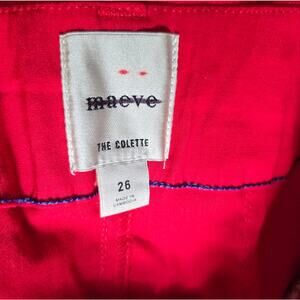 maeve
THE COLETTE
26
MADE IN
CAMBODIA